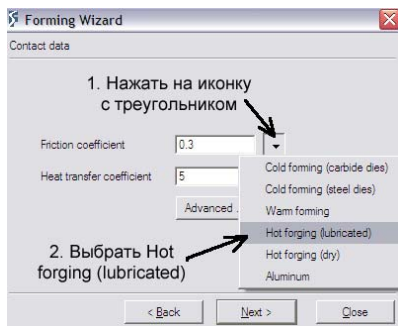 Forming Wizard
Contact data
1. Нажать на иконку
с треугольником
Friction coefficient 0.3
Cold forming (carbide dies)
Heat transfer coefficient 5
Cold forming (steel dies)
Advanced .
Warm forming
Hot forging (lubricated)
2. Выбрать Hot
forging (lubricated)
Hot forging (dry)
Aluminum
< Back Next > Close